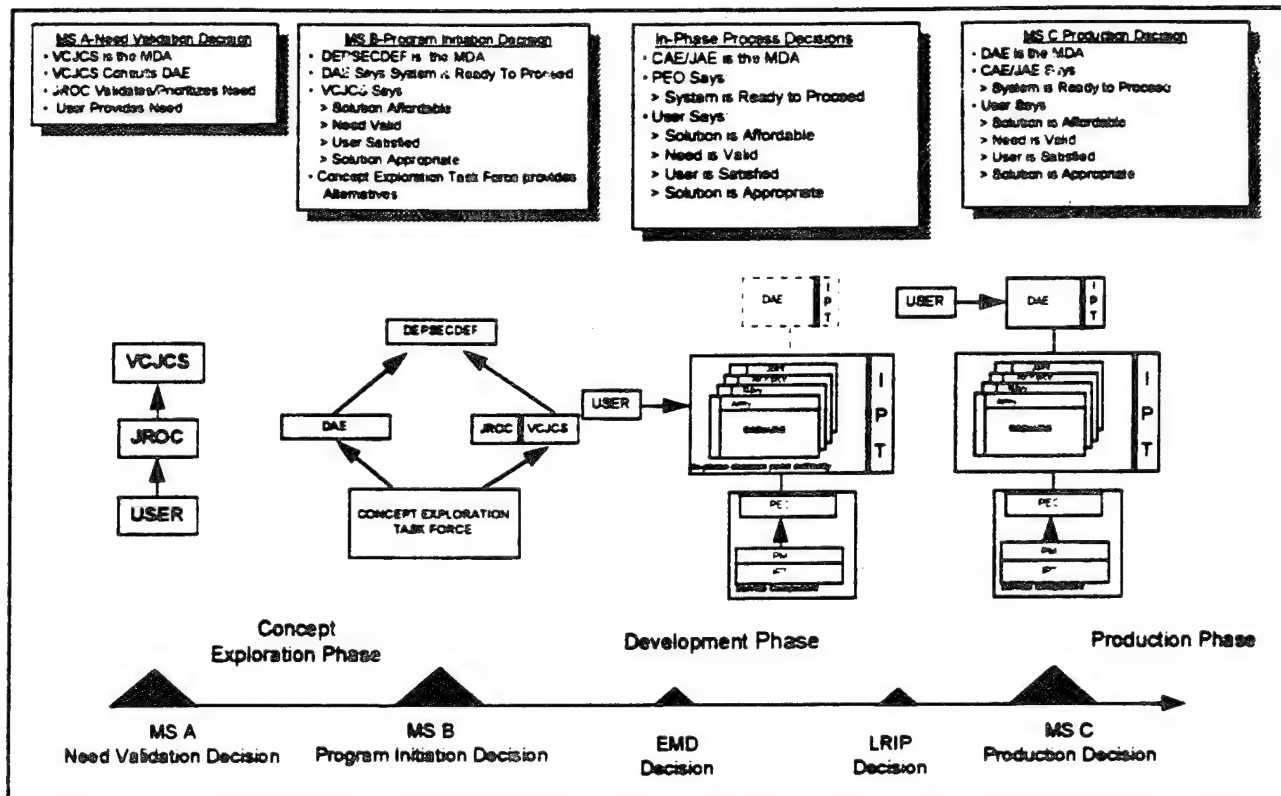 MS A-Need Validation Decision
• VCJCS is the MDA
• VCJCS Consults DAE
• JROC Validates/Prioritizes Need
• User Provides Need
MS B-Program Initiation Decision
• DEPSECDEF is the MDA
• DAE Says System is Ready To Proceed
• VCJCS Says
> Solution Affordable
> Need Valid
> User Satisfied
> Solution Appropriate
• Concept Exploration Task Force provides
Alternatives
In-Phase Process Decisions
• CAE/JAE is the MDA
• PEO Says
> System is Ready to Proceed
• User Says
> Solution is Affordable
> Need is Valid
> User is Satisfied
> Solution is Appropriate
MS C Production Decision
• DAE is the MDA
• CAE/JAE Says
> System is Ready to Proceed
• User Says
> Solution is Affordable
> Need is Valid
> User is Satisfied
> Solution is Appropriate
VCJCS
JROC
USER
DEPSECDEF
DAE
JROC VCJCS
CONCEPT EXPLORATION
TASK FORCE
USER
DAE
I P T
I P T
PEO
PM
IPT
USER
DAE
I P T
I P T
PEO
PM
IPT
Concept
Exploration Phase
Development Phase
Production Phase
MS A
Need Validation Decision
MS B
Program Initiation Decision
EMD
Decision
LRIP
Decision
MS C
Production Decision